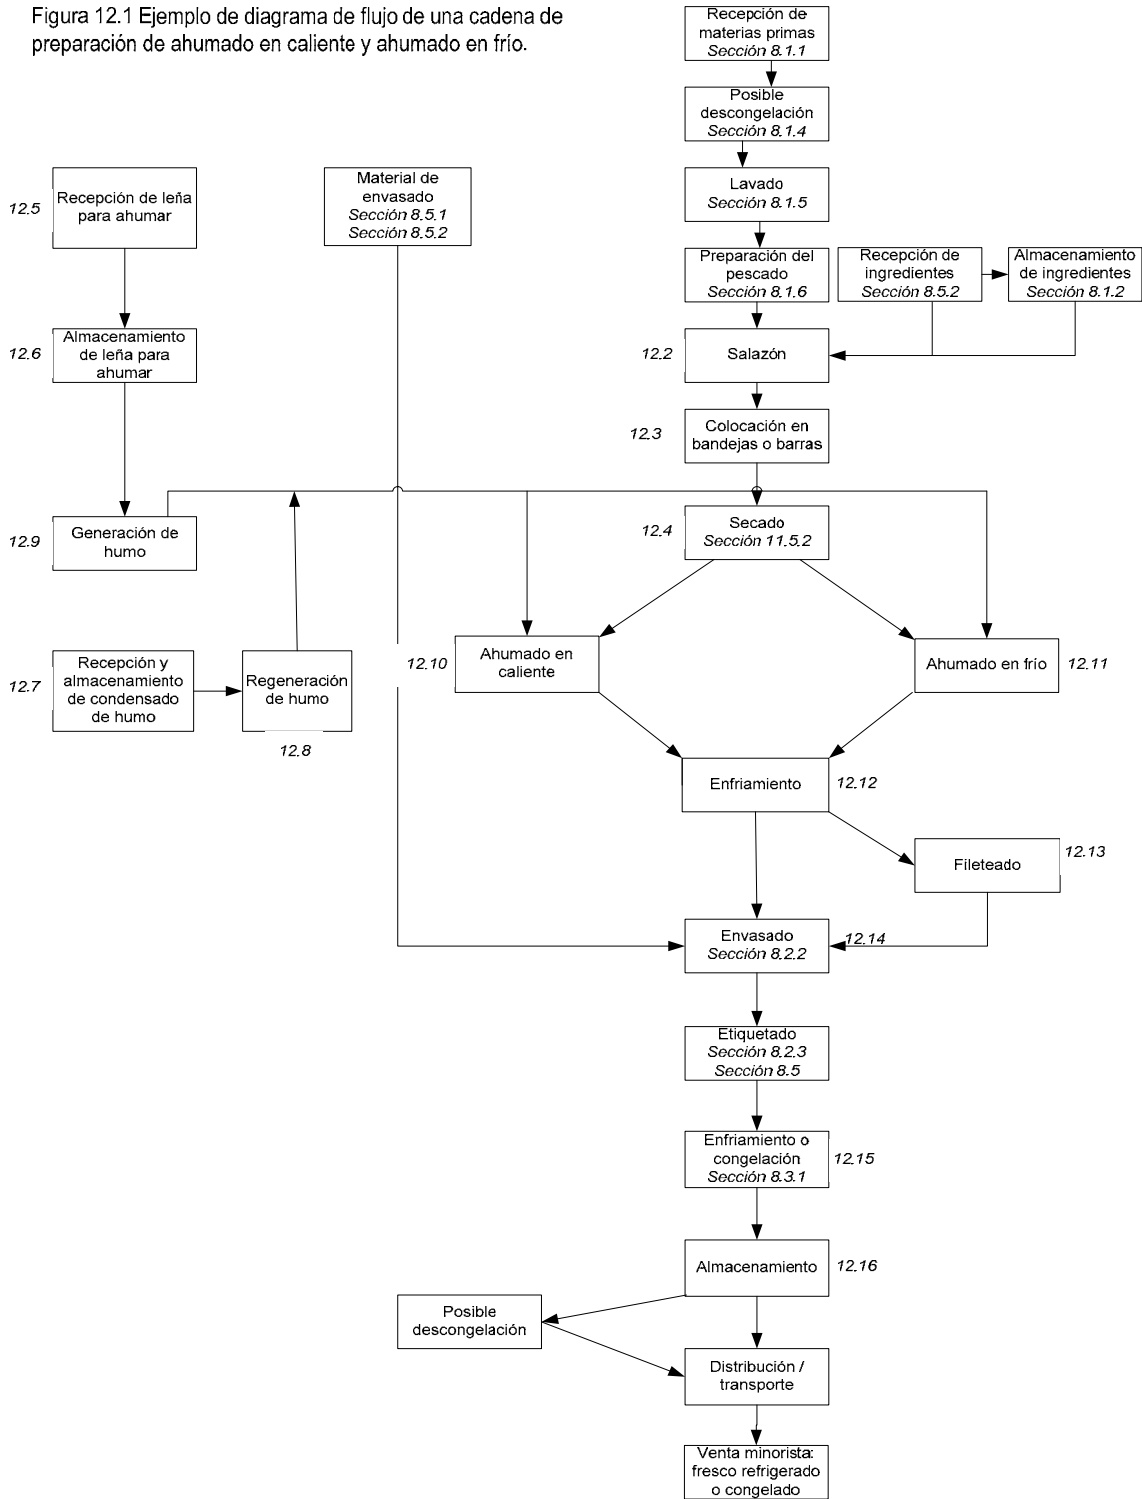 Figura 12.1 Ejemplo de diagrama de flujo de una cadena de
preparación de ahumado en caliente y ahumado en frío.
Recepción de
materias primas
Sección 8.1.1
Posible
descongelación
Sección 8.1.4
Lavado
Sección 8.1.5
12.5
Recepción de leña
para ahumar
Material de
envasado
Sección 8.5.1
Sección 8.5.2
Preparación del
pescado
Sección 8.1.6
Recepción de
ingredientes
Sección 8.5.2
Almacenamiento
de ingredientes
Sección 8.1.2
12.6
Almacenamiento
de leña para
ahumar
12.2
Salazón
12.3
Colocación en
bandejas o barras
12.9
Generación de
humo
12.4
Secado
Sección 11.5.2
12.7
Recepción y
almacenamiento
de condensado
de humo
Regeneración
de humo
12.8
12.10
Ahumado en
caliente
Ahumado en frío
12.11
Enfriamiento
12.12
Fileteado
12.13
Envasado
Sección 8.2.2
12.14
Etiquetado
Sección 8.2.3
Sección 8.5
Enfriamiento o
congelación
Sección 8.3.1
12.15
Almacenamiento
12.16
Posible
descongelación
Distribución /
transporte
Venta minorista:
fresco refrigerado
o congelado